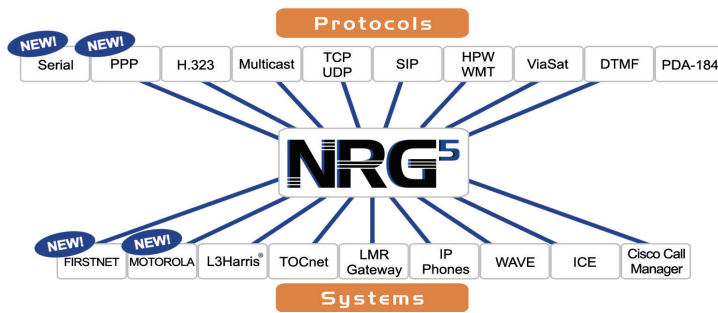 Protocols
NEW!
NEW!
Serial
PPP
H.323
Multicast
TCP
UDP
SIP
HPW
WMT
ViaSat
DTMF
PDA-184
NRG5
NEW!
NEW!
FIRSTNET
MOTOROLA
L3Harris®
TOCnet
LMR
Gateway
IP
Phones
WAVE
ICE
Cisco Call
Manager
Systems